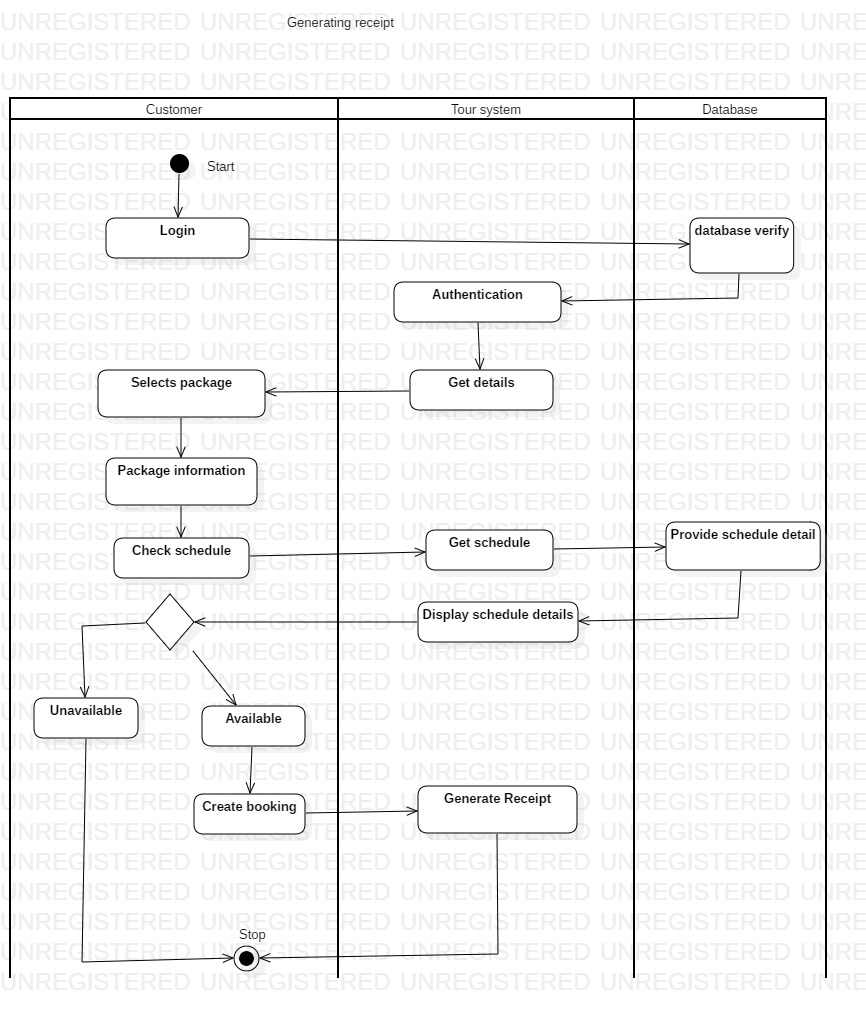 Generating receipt
Customer
Tour system
Database
Start
Login
database verify
Authentication
Selects package
Get details
Package information
Check schedule
Get schedule
Provide schedule detail
Display schedule details
Unavailable
Available
Create booking
Generate Receipt
Stop
UNREGISTERED